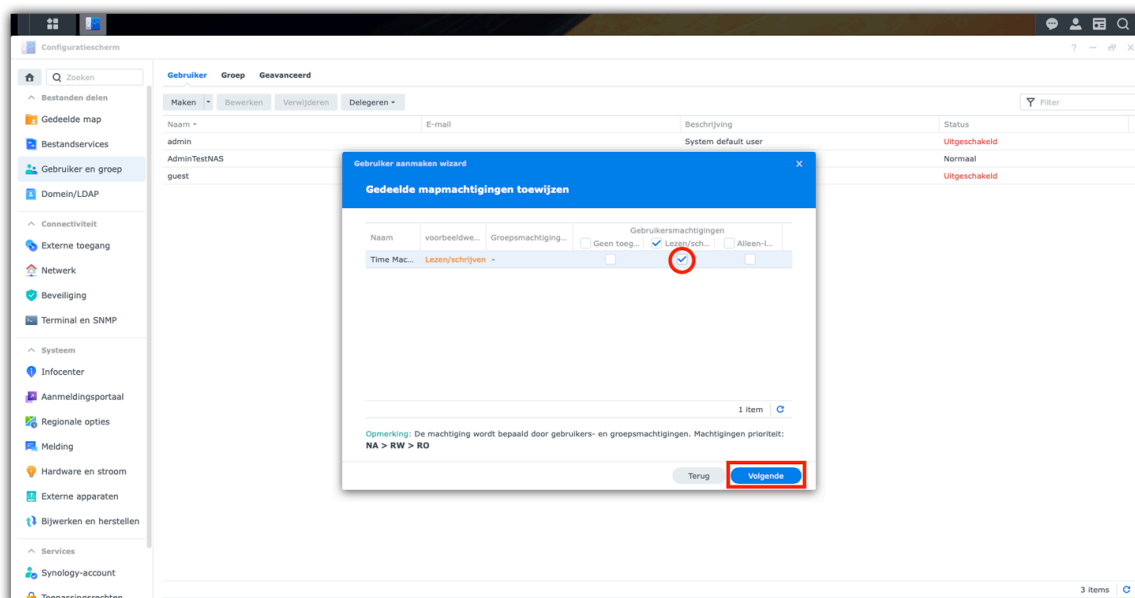 Configuratiescherm
Zoeken
Bestanden delen
Gedeelde map
Bestandservices
Gebruiker en groep
Domein/LDAP
Connectiviteit
Externe toegang
Netwerk
Beveiliging
Terminal en SNMP
Systeem
Infocenter
Aanmeldingsportaal
Regionale opties
Melding
Hardware en stroom
Externe apparaten
Bijwerken en herstellen
Services
Synology-account
Toepassingsrechten
Gebruiker Groep Geavanceerd
Maken Bewerken Verwijderen Delegeren Filter
Naam E-mail Beschrijving Status
admin System default user Uitgeschakeld
AdminTestNAS Normaal
guest Uitgeschakeld
Gebruiker aanmaken wizard
Gedeelde mapmachtigingen toewijzen
Gebruikersmachtigingen
Naam voorbeeldwe... Groepsmachtiging... Geen toeg... Lezen/sch... Alleen-l...
Time Mac... Lezen/schrijven -
1 item
Opmerking: De machtiging wordt bepaald door gebruikers- en groepsmachtigingen. Machtigingen prioriteit:
NA > RW > RO
Terug Volgende
3 items